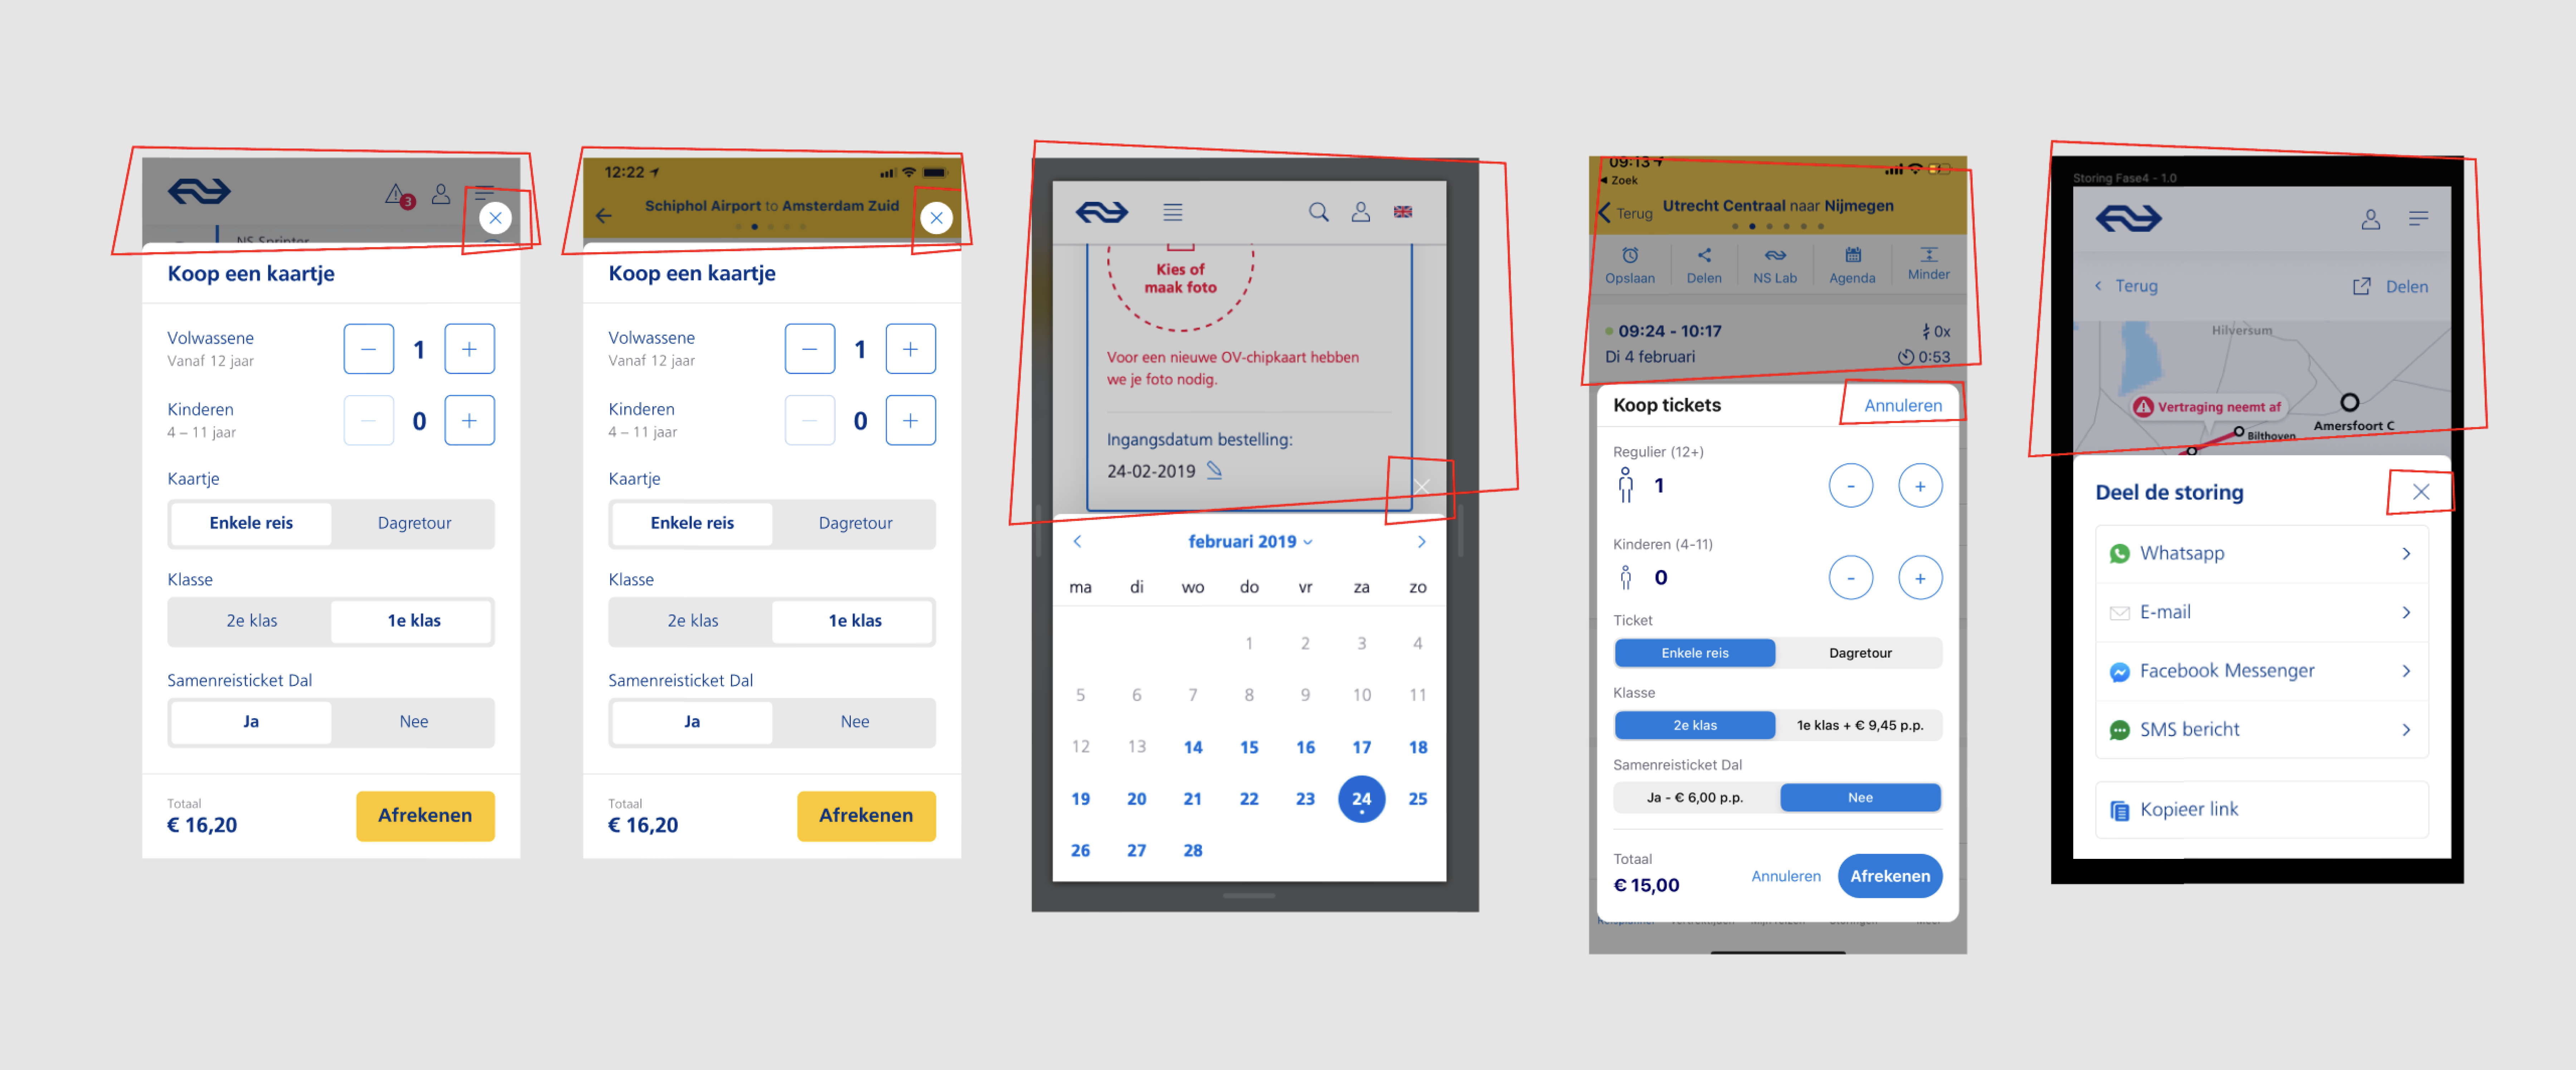 3
NS Sprinter
Koop een kaartje
Volwassene
Vanaf 12 jaar
1
Kinderen
4 – 11 jaar
0
Kaartje
Enkele reis
Dagretour
Klasse
2e klas
1e klas
Samenreisticket Dal
Ja
Nee
Totaal
€ 16,20
Afrekenen
12:22
Schiphol Airport to Amsterdam Zuid
Koop een kaartje
Volwassene
Vanaf 12 jaar
1
Kinderen
4 – 11 jaar
0
Kaartje
Enkele reis
Dagretour
Klasse
2e klas
1e klas
Samenreisticket Dal
Ja
Nee
Totaal
€ 16,20
Afrekenen
Kies of
maak foto
Voor een nieuwe OV-chipkaart hebben
we je foto nodig.
Ingangsdatum bestelling:
24-02-2019
februari 2019
ma di wo do vr za zo
1 2 3 4
5 6 7 8 9 10 11
12 13 14 15 16 17 18
19 20 21 22 23 24 25
26 27 28
09:13
Zoek
Terug
Utrecht Centraal naar Nijmegen
Opslaan
Delen
NS Lab
Agenda
Minder
09:24 - 10:17
0x
Di 4 februari
0:53
Koop tickets
Annuleren
Regulier (12+)
1
- +
Kinderen (4-11)
0
- +
Ticket
Enkele reis
Dagretour
Klasse
2e klas
1e klas + € 9,45 p.p.
Samenreisticket Dal
Ja - € 6,00 p.p.
Nee
Totaal
€ 15,00
Annuleren
Afrekenen
Storing Fase4 - 1.0
Terug
Delen
Hilversum
Vertraging neemt af
Amersfoort C
Bilthoven
Deel de storing
Whatsapp
E-mail
Facebook Messenger
SMS bericht
Kopieer link